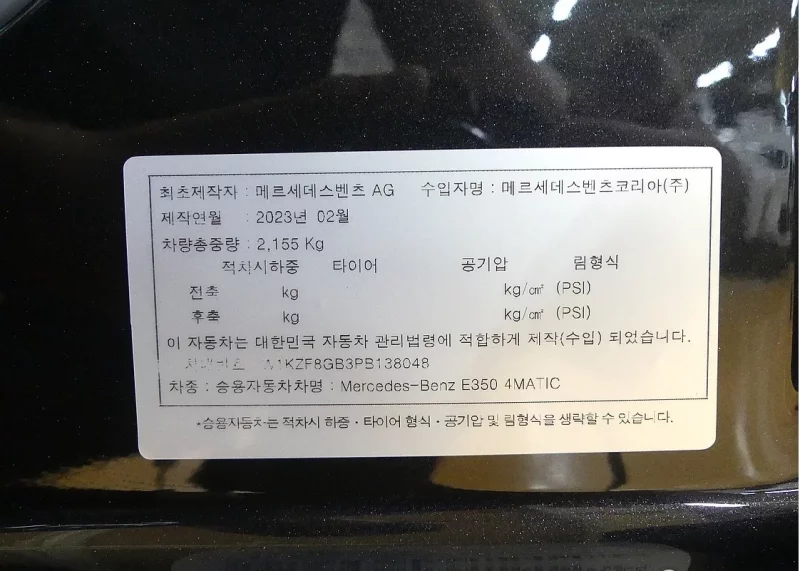 최초제작자 : 메르세데스벤츠 AG 수입자명 : 메르세데스벤츠코리아(주)
제작연월 : 2023년 02월
차량총중량 : 2,155 Kg
적차시하중 타이어 공기압 림형식
전축 kg kg/㎠ (PSI)
후축 kg kg/㎠ (PSI)
이 자동차는 대한민국 자동차 관리법령에 적합하게 제작(수입) 되었습니다.
차대번호 :
차종 : 승용자동차차명 : Mercedes-Benz E350 4MATIC
*승용자동차는 적차시 하중·타이어 형식·공기압 및 림형식을 생략할 수 있습니다.